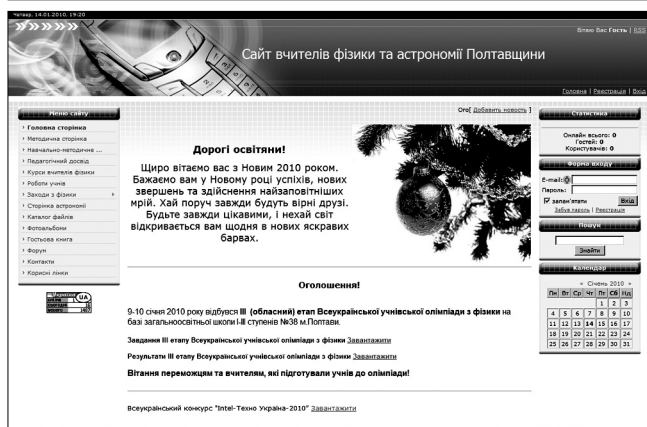 Четвер, 14.01.2010, 19:20
Вітаю Вас Гость | RSS
Сайт вчителів фізики та астрономії Полтавщини
Головна | Реєстрація | Вхід
Меню сайту
Головна сторінка
Методична сторінка
Навчально-методичне ...
Педагогічний досвід
Курси вчителів фізики
Роботи учнів
Заходи з фізики
Сторінка астрономії
Каталог файлів
Фотоальбоми
Гостьова книга
Форум
Контакти
Корисні лінки
UA
Ого[ Добавить новость ]
Дорогі освітяни!
Щиро вітаємо вас з Новим 2010 роком.
Бажаємо вам у Новому році успіхів, нових
звершень та здійснення найзаповітніших
мрій. Хай поруч завжди будуть вірні друзі.
Будьте завжди цікавими, і нехай світ
відкривається вам щодня в нових яскравих
барвах.
Оголошення!
9-10 січня 2010 року відбувся III (обласний) етап Всеукраїнської учнівської олімпіади з фізики на
базі загальноосвітньої школи I-III ступенів №38 м.Полтави.
Завдання III етапу Всеукраїнської учнівської олімпіади з фізики Завантажити
Результати III етапу Всеукраїнської учнівської олімпіади з фізики Завантажити
Вітання переможцям та вчителям, які підготували учнів до олімпіади!
Всеукраїнський конкурс "Intel-Техно Україна-2010" Завантажити
Статистика
Онлайн всього: 0
Гостей: 0
Користувачів: 0
Форма входу
E-mail:
Пароль:
запам'ятати
Вхід
Забув пароль | Реєстрація
Пошук
Знайти
Календар
« Січень 2010 »
Пн Вт Ср Чт Пт Сб Нд
1 2 3
4 5 6 7 8 9 10
11 12 13 14 15 16 17
18 19 20 21 22 23 24
25 26 27 28 29 30 31